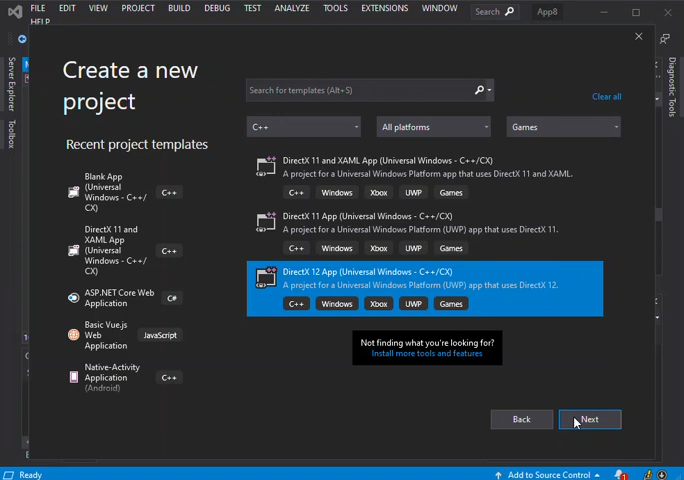 FILE EDIT VIEW PROJECT BUILD DEBUG TEST ANALYZE TOOLS EXTENSIONS WINDOW Search App8
HELP
Server Explorer
Toolbox
Diagnostic Tools
Create a new
project
Recent project templates
Blank App
(Universal
Windows - C++/
CX)
C++
DirectX 11 and
XAML App
(Universal
Windows - C++/
CX)
C++
ASP.NET Core Web
Application
C#
Basic Vue.js
Web
Application
JavaScript
Native-Activity
Application
(Android)
C++
Search for templates (Alt+S)
Clear all
C++ All platforms Games
DirectX 11 and XAML App (Universal Windows - C++/CX)
A project for a Universal Windows Platform app that uses DirectX 11 and XAML.
C++ Windows Xbox UWP Games
DirectX 11 App (Universal Windows - C++/CX)
A project for a Universal Windows Platform (UWP) app that uses DirectX 11.
C++ Windows Xbox UWP Games
DirectX 12 App (Universal Windows - C++/CX)
A project for a Universal Windows Platform (UWP) app that uses DirectX 12.
C++ Windows Xbox UWP Games
Not finding what you're looking for?
Install more tools and features
Back Next
Ready Add to Source Control 1